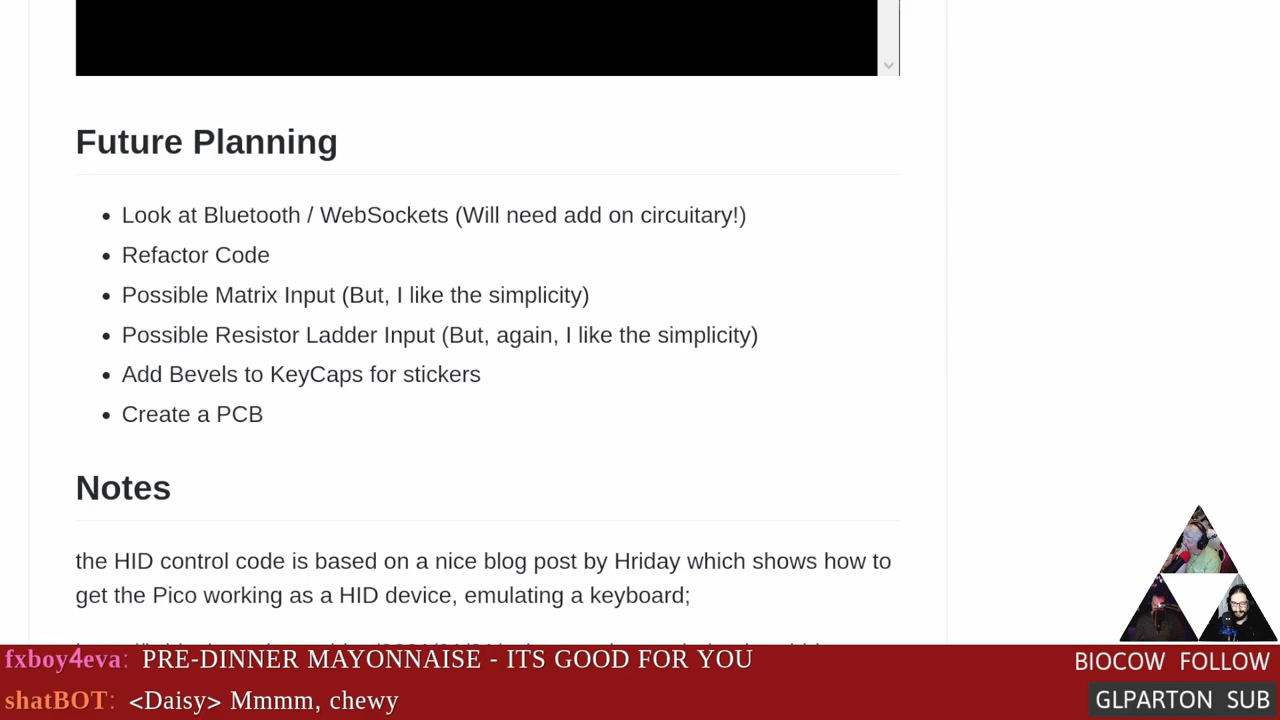 Future Planning
Look at Bluetooth / WebSockets (Will need add on circuitary!)
Refactor Code
Possible Matrix Input (But, I like the simplicity)
Possible Resistor Ladder Input (But, again, I like the simplicity)
Add Bevels to KeyCaps for stickers
Create a PCB
Notes
the HID control code is based on a nice blog post by Hriday which shows how to
get the Pico working as a HID device, emulating a keyboard;
fxboy4eva: PRE-DINNER MAYONNAISE - ITS GOOD FOR YOU
BIOCOW FOLLOW
shatBOT: <Daisy> Mmmm, chewy
GLPARTON SUB